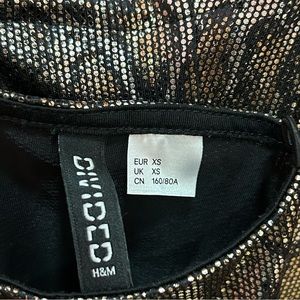 DIVIDED
H&M
EUR XS
UK XS
CN 160/80A